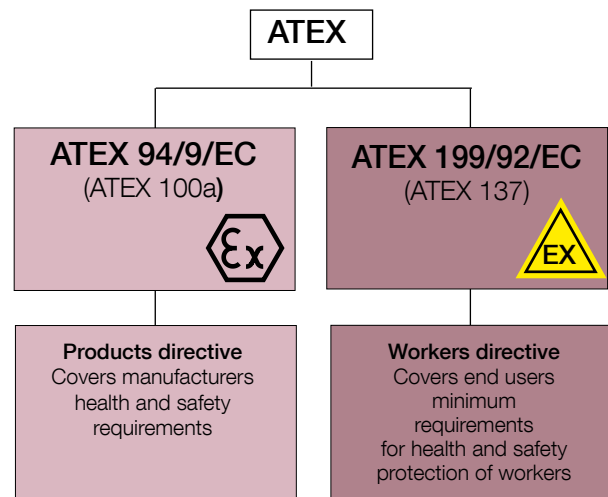 ATEX
ATEX 94/9/EC
(ATEX 100a)
Ex
ATEX 199/92/EC
(ATEX 137)
EX
Products directive
Covers manufacturers
health and safety
requirements
Workers directive
Covers end users
minimum
requirements
for health and safety
protection of workers